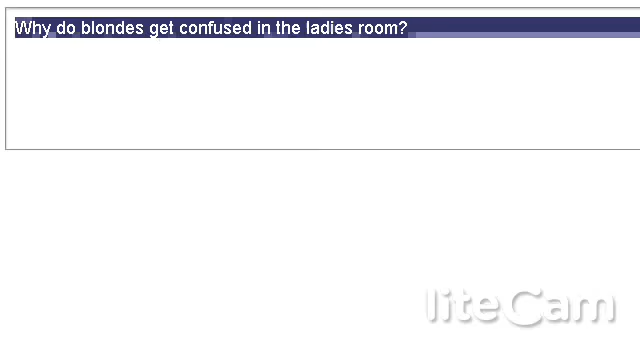 Why do blondes get confused in the ladies room?
liteCam